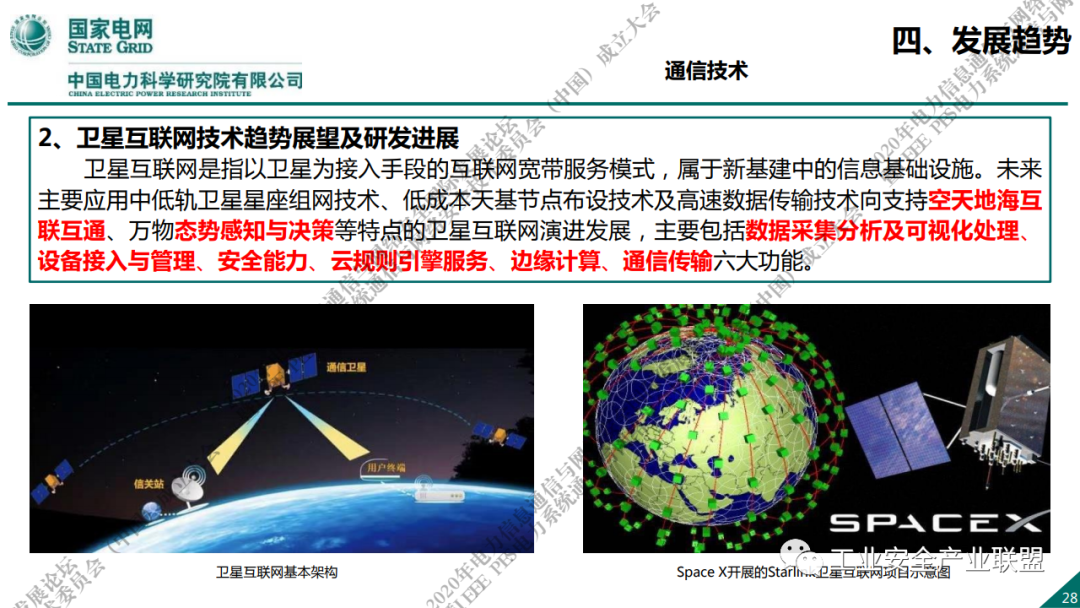 国家电网
STATE GRID
中国电力科学研究院有限公司
CHINA ELECTRIC POWER RESEARCH INSTITUTE
四、发展趋势
通信技术
2、卫星互联网技术趋势展望及研发进展
卫星互联网是指以卫星为接入手段的互联网宽带服务模式，属于新基建中的信息基础设施。未来
主要应用中低轨卫星星座组网技术、低成本天基节点布设技术及高速数据传输技术向支持空天地海互
联互通、万物态势感知与决策等特点的卫星互联网演进发展，主要包括数据采集分析及可视化处理、
设备接入与管理、安全能力、云规则引擎服务、边缘计算、通信传输六大功能。
通信卫星
用户终端
信关站
SPACEX
工业安全产业联盟
卫星互联网基本架构
Space X开展的Starlink卫星互联网项目示意图
28